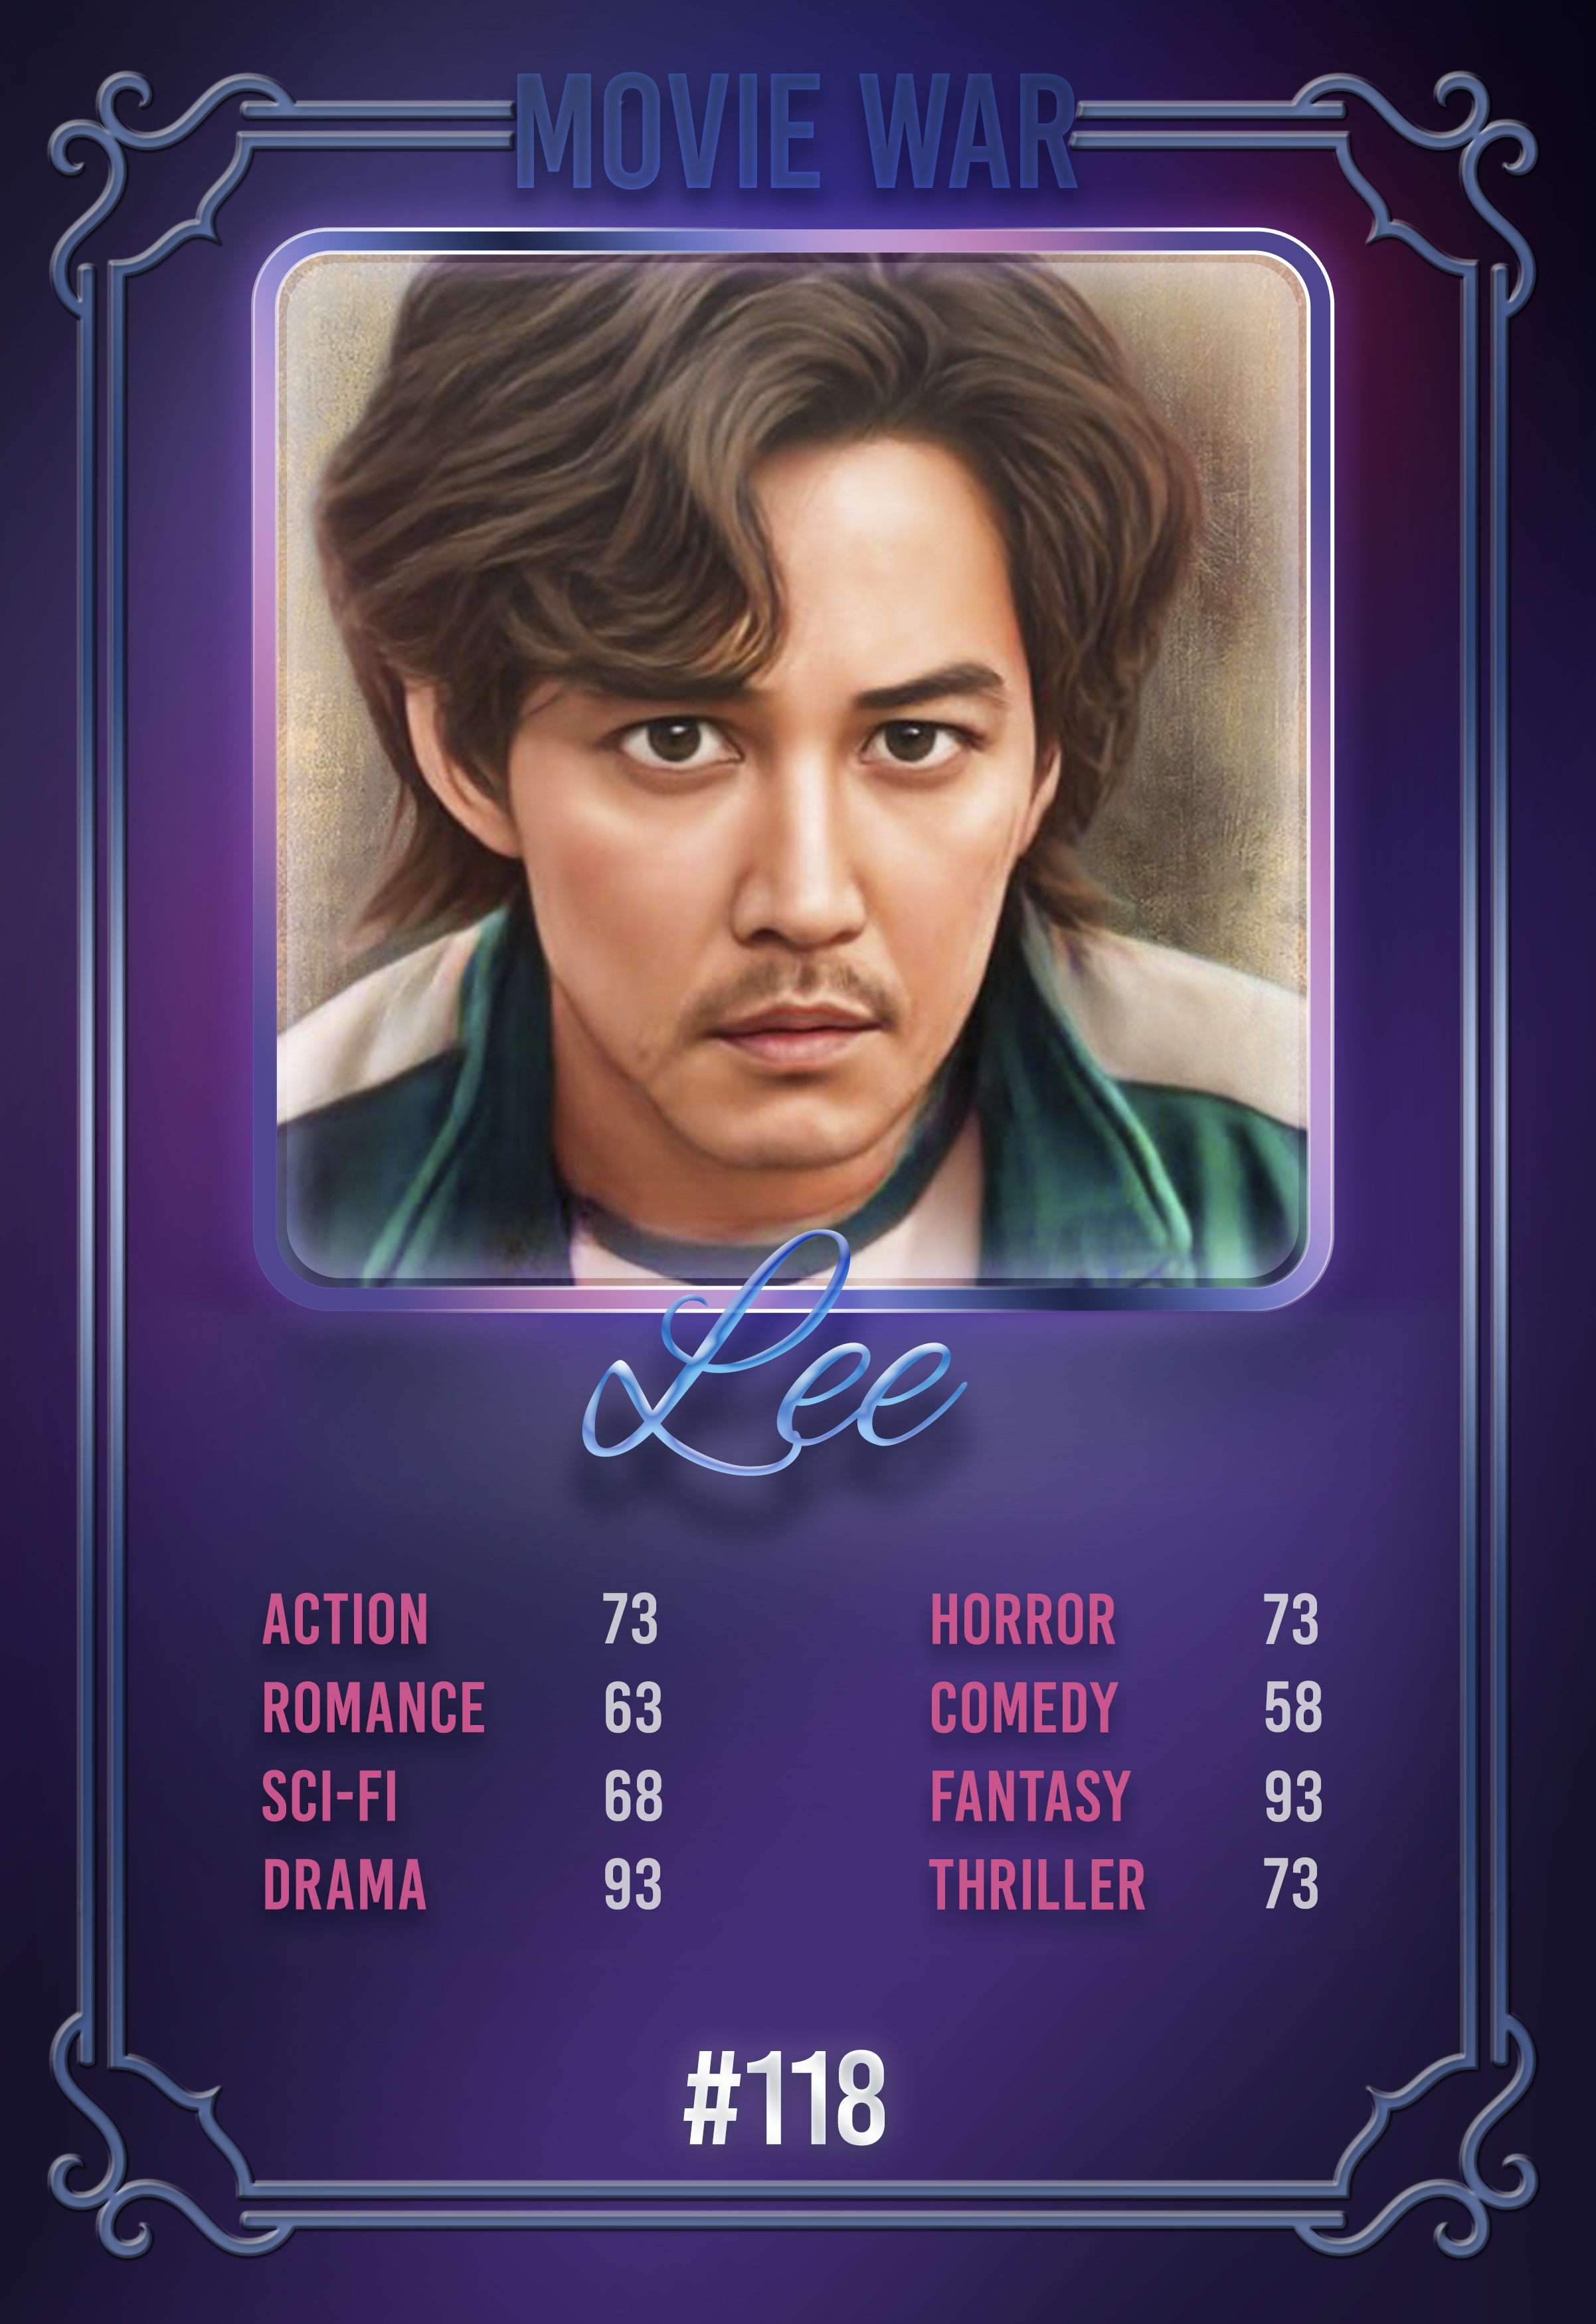 MOVIE WAR
Lee
ACTION 73 HORROR 73
ROMANCE 63 COMEDY 58
SCI-FI 68 FANTASY 93
DRAMA 93 THRILLER 73
#118